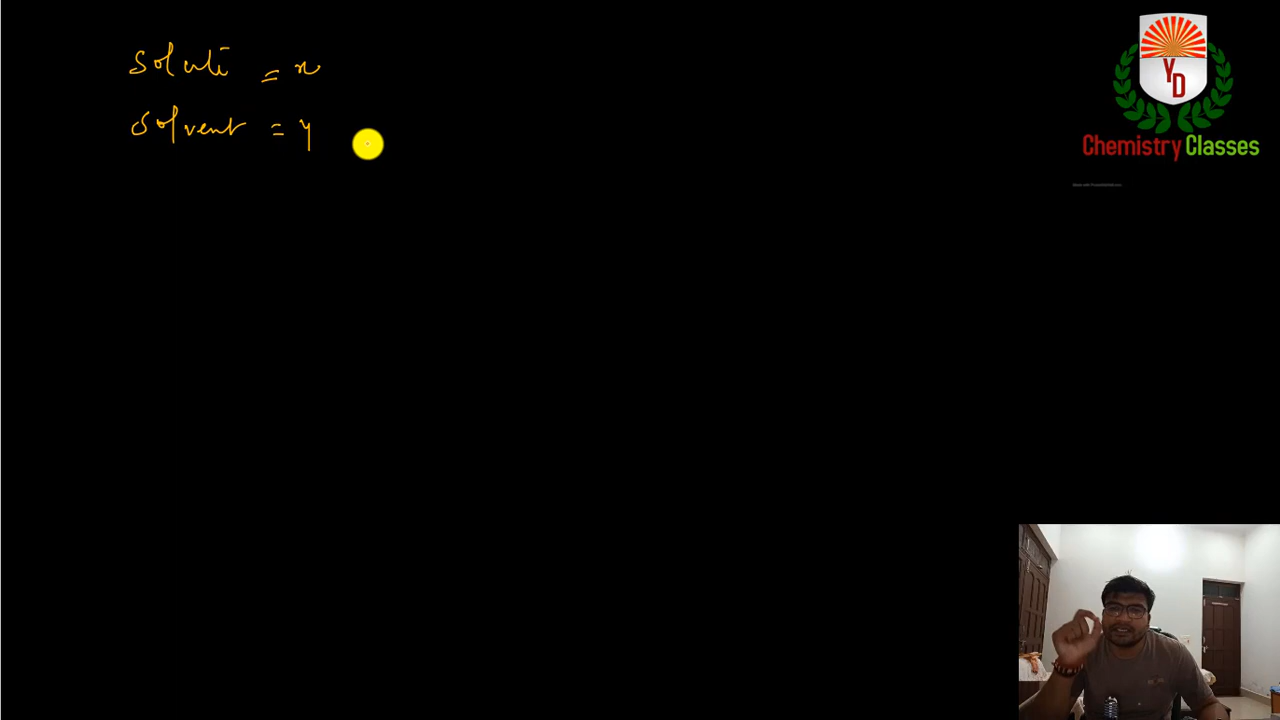 Solute = x
Solvent = y
YD
Chemistry Classes